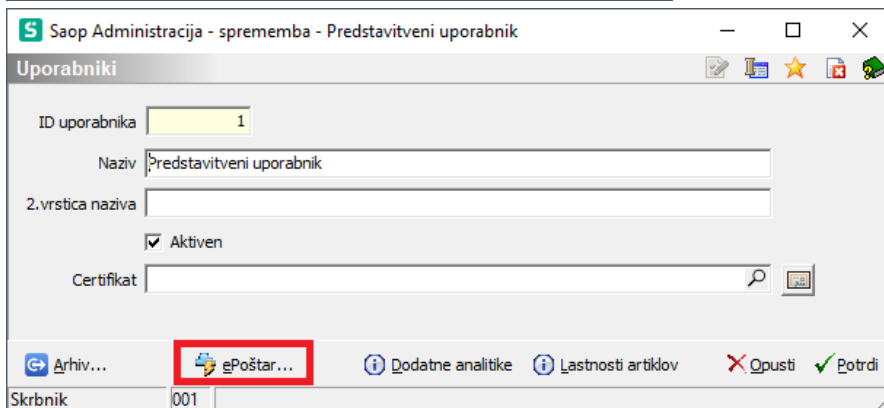 Saop Administracija - sprememba - Predstavitveni uporabnik
Uporabniki
ID uporabnika 1
Naziv Predstavitveni uporabnik
2.vrstica naziva
Aktiven
Certifikat
Arhiv... ePoštar... Dodatne analitike Lastnosti artiklov Opusti Potrdi
Skrbnik 001